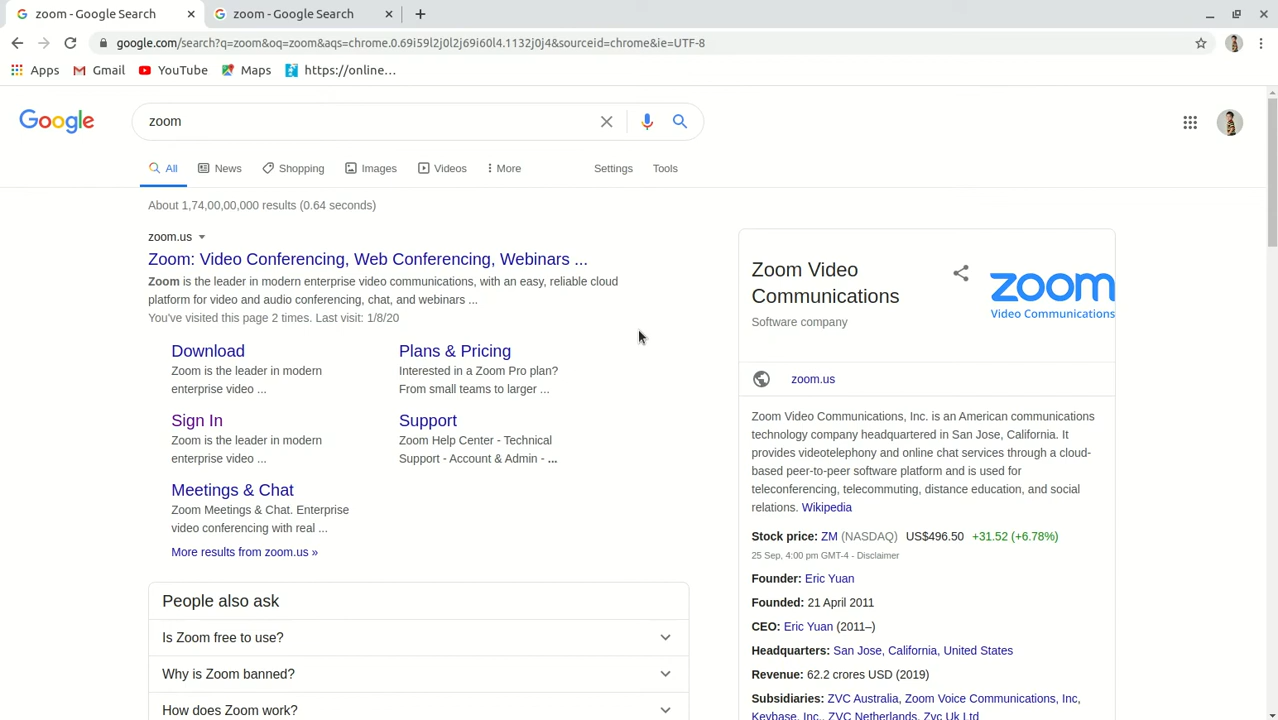 zoom - Google Search
zoom - Google Search
google.com/search?q=zoom&oq=zoom&aqs=chrome.0.69i59l2j0l2j69i60l4.1132j0j4&sourceid=chrome&ie=UTF-8
Apps Gmail YouTube Maps https://online...
Google
zoom
All News Shopping Images Videos More Settings Tools
About 1,74,00,00,000 results (0.64 seconds)
zoom.us
Zoom: Video Conferencing, Web Conferencing, Webinars ...
Zoom is the leader in modern enterprise video communications, with an easy, reliable cloud
platform for video and audio conferencing, chat, and webinars ...
You've visited this page 2 times. Last visit: 1/8/20
Download
Zoom is the leader in modern
enterprise video ...
Plans & Pricing
Interested in a Zoom Pro plan?
From small teams to larger ...
Sign In
Zoom is the leader in modern
enterprise video ...
Support
Zoom Help Center - Technical
Support - Account & Admin - ...
Meetings & Chat
Zoom Meetings & Chat. Enterprise
video conferencing with real ...
More results from zoom.us »
People also ask
Is Zoom free to use?
Why is Zoom banned?
How does Zoom work?
Zoom Video
Communications
Software company
zoom
Video Communications
zoom.us
Zoom Video Communications, Inc. is an American communications
technology company headquartered in San Jose, California. It
provides videotelephony and online chat services through a cloud-
based peer-to-peer software platform and is used for
teleconferencing, telecommuting, distance education, and social
relations. Wikipedia
Stock price: ZM (NASDAQ) US$496.50 +31.52 (+6.78%)
25 Sep, 4:00 pm GMT-4 - Disclaimer
Founder: Eric Yuan
Founded: 21 April 2011
CEO: Eric Yuan (2011–)
Headquarters: San Jose, California, United States
Revenue: 62.2 crores USD (2019)
Subsidiaries: ZVC Australia, Zoom Voice Communications, Inc,
Keybase, Inc., ZVC Netherlands, Zvc Uk Ltd